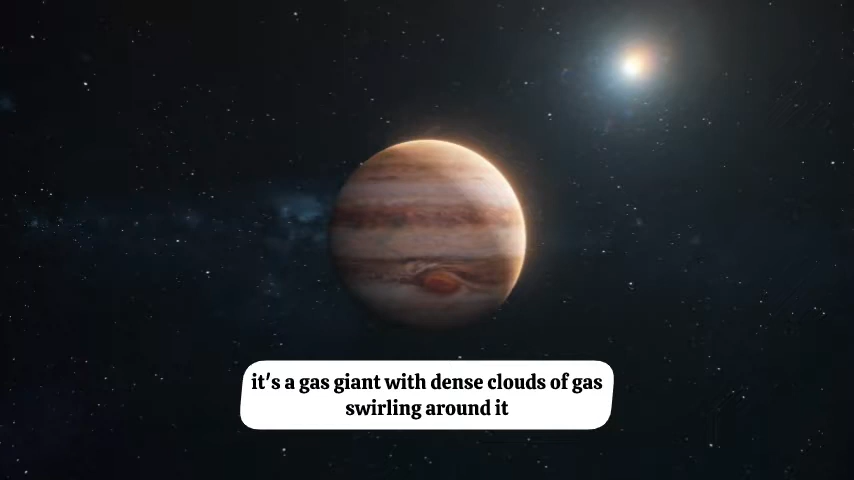 it's a gas giant with dense clouds of gas
swirling around it